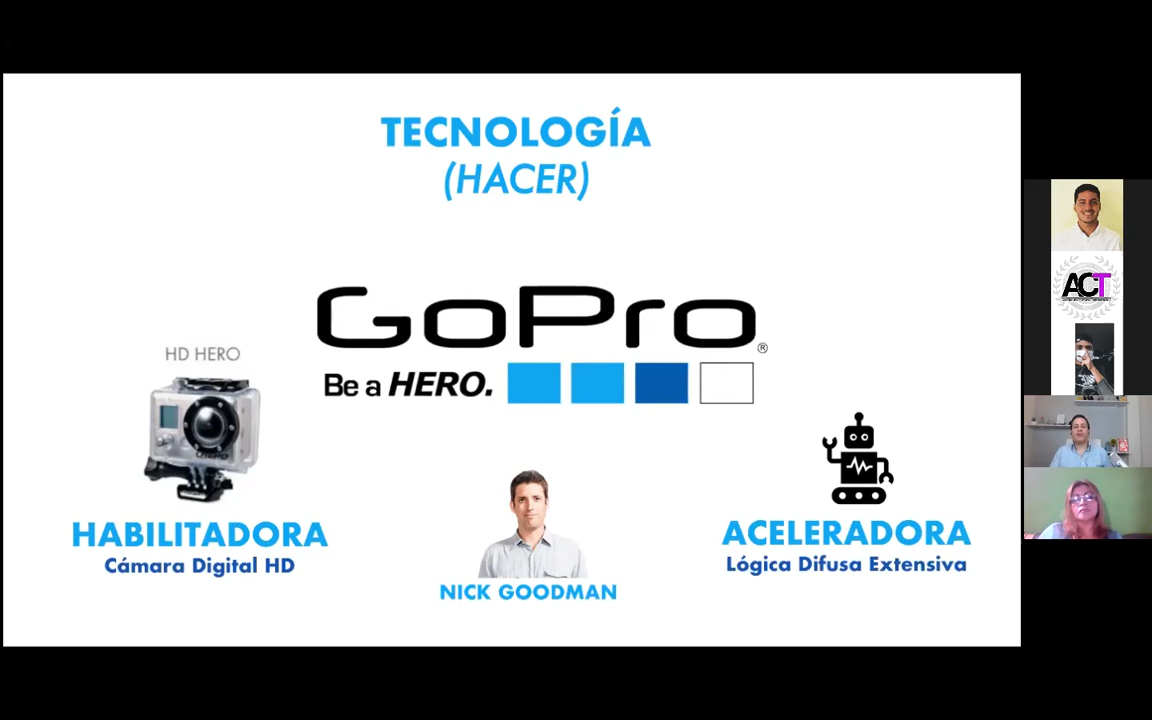 TECNOLOGÍA
(HACER)
GoPro®
Be a HERO.
HD HERO
HABILITADORA
Cámara Digital HD
NICK GOODMAN
ACELERADORA
Lógica Difusa Extensiva
ACT